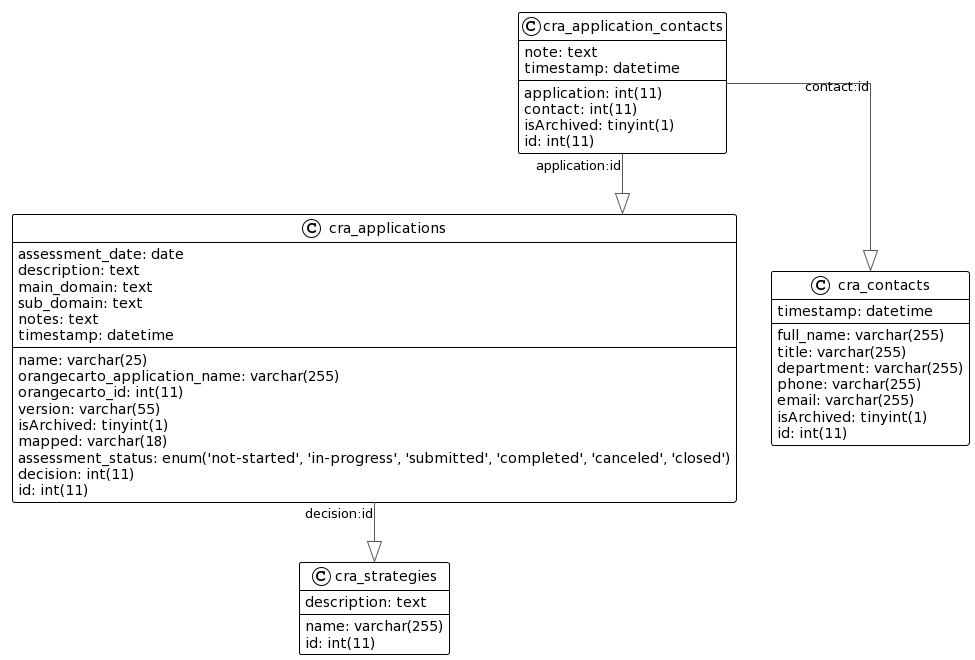 C cra_application_contacts
note: text
timestamp: datetime
application: int(11)
contact: int(11)
isArchived: tinyint(1)
id: int(11)
contact:id
application:id
C cra_applications
assessment_date: date
description: text
main_domain: text
sub_domain: text
notes: text
timestamp: datetime
name: varchar(25)
orangecarto_application_name: varchar(255)
orangecarto_id: int(11)
version: varchar(55)
isArchived: tinyint(1)
mapped: varchar(18)
assessment_status: enum('not-started', 'in-progress', 'submitted', 'completed', 'canceled', 'closed')
decision: int(11)
id: int(11)
C cra_contacts
timestamp: datetime
full_name: varchar(255)
title: varchar(255)
department: varchar(255)
phone: varchar(255)
email: varchar(255)
isArchived: tinyint(1)
id: int(11)
decision:id
C cra_strategies
description: text
name: varchar(255)
id: int(11)